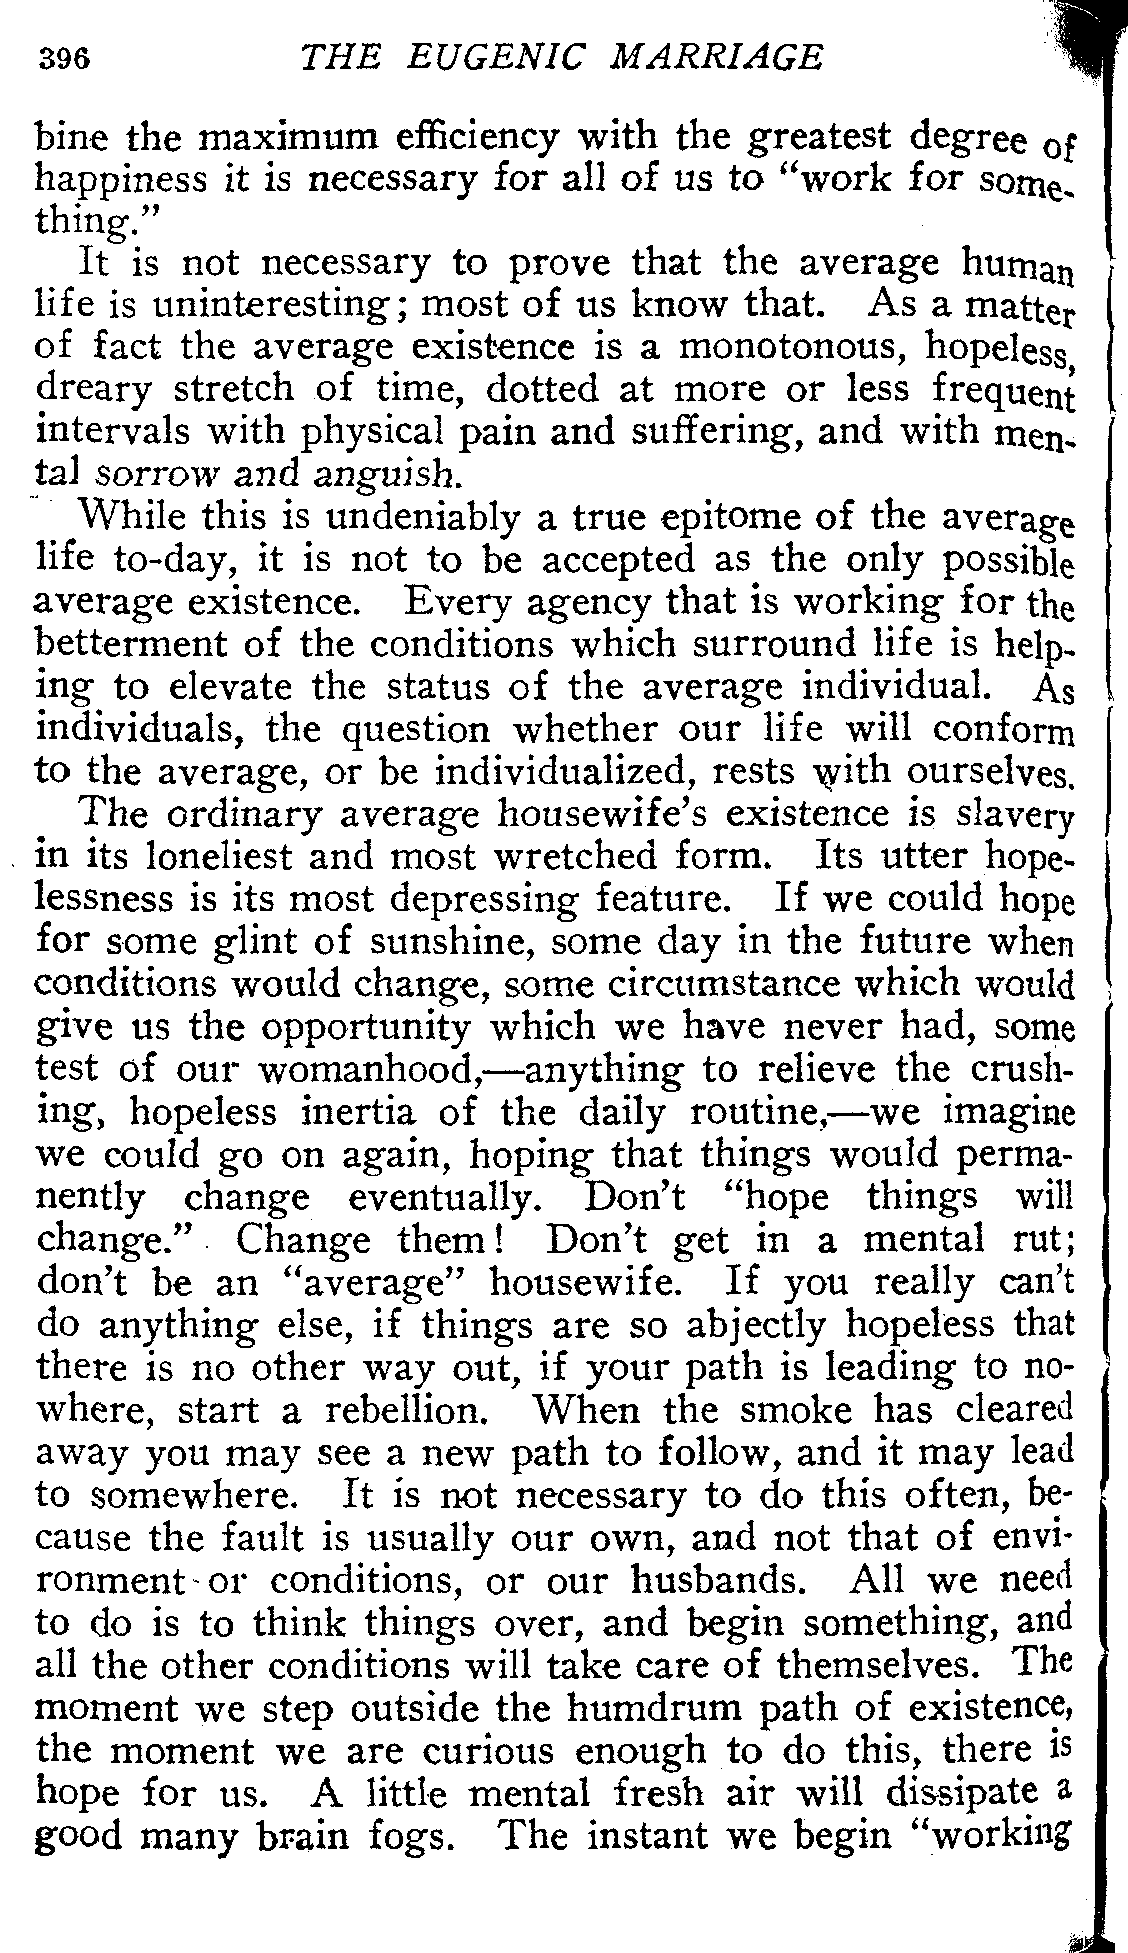 396 THE EUGENIC MARRIAGE
bine the maximum efficiency with the greatest degree of
happiness it is necessary for all of us to "work for some-
thing."
It is not necessary to prove that the average human
life is uninteresting; most of us know that. As a matter
of fact the average existence is a monotonous, hopeless,
dreary stretch of time, dotted at more or less frequent
intervals with physical pain and suffering, and with men-
tal sorrow and anguish.
While this is undeniably a true epitome of the average
life to-day, it is not to be accepted as the only possible
average existence. Every agency that is working for the
betterment of the conditions which surround life is help-
ing to elevate the status of the average individual. As
individuals, the question whether our life will conform
to the average, or be individualized, rests with ourselves.
The ordinary average housewife's existence is slavery
in its loneliest and most wretched form. Its utter hope-
lessness is its most depressing feature. If we could hope
for some glint of sunshine, some day in the future when
conditions would change, some circumstance which would
give us the opportunity which we have never had, some
test of our womanhood,—anything to relieve the crush-
ing, hopeless inertia of the daily routine,—we imagine
we could go on again, hoping that things would perma-
nently change eventually. Don't "hope things will
change." Change them! Don't get in a mental rut;
don't be an "average" housewife. If you really can't
do anything else, if things are so abjectly hopeless that
there is no other way out, if your path is leading to no-
where, start a rebellion. When the smoke has cleared
away you may see a new path to follow, and it may lead
to somewhere. It is not necessary to do this often, be-
cause the fault is usually our own, and not that of envi-
ronment or conditions, or our husbands. All we need
to do is to think things over, and begin something, and
all the other conditions will take care of themselves. The
moment we step outside the humdrum path of existence,
the moment we are curious enough to do this, there is
hope for us. A little mental fresh air will dissipate a
good many brain fogs. The instant we begin "working